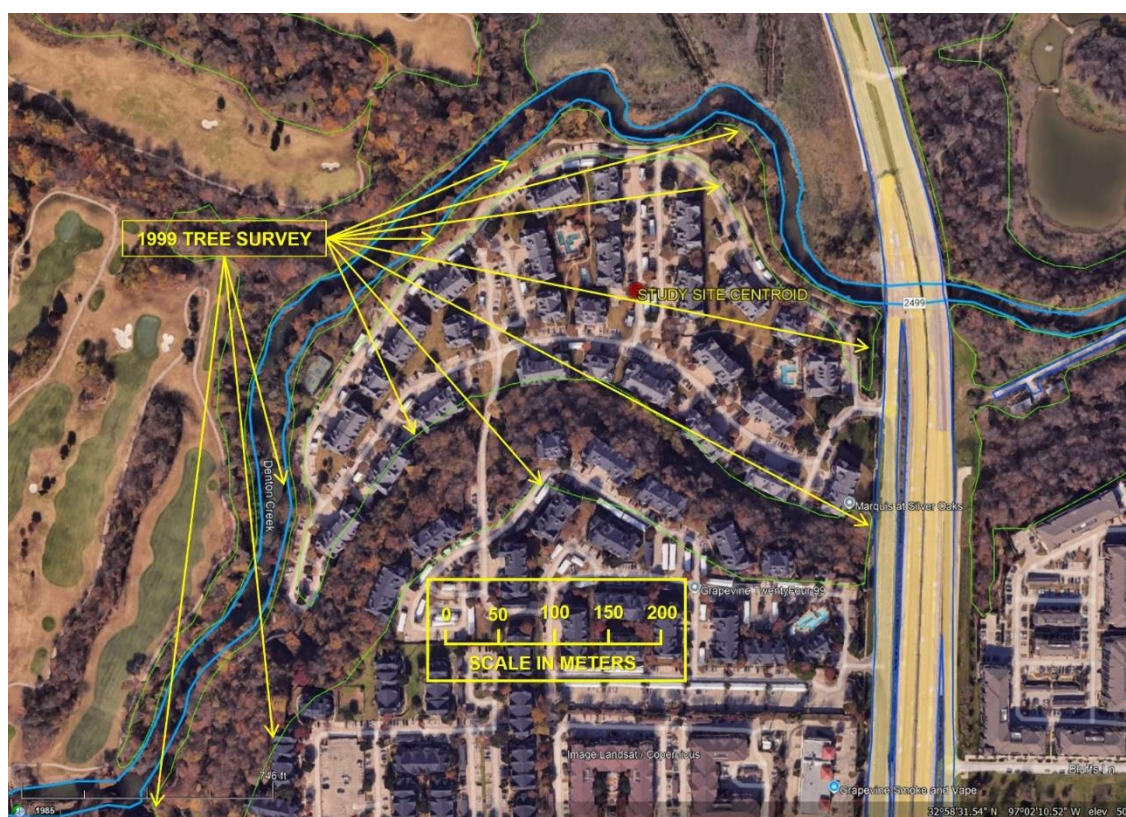 1999 TREE SURVEY
STUDY SITE CENTROID
2499
Denton Creek
Marquis at Silver Oaks
Grapevine TwentyFour 99
0 50 100 150 200
SCALE IN METERS
Image Landsat / Copernicus
746 ft
Bluffs Ln
Grapevine Smoke and Vape
1985
32°58'31.54" N 97°02'10.52" W elev 50